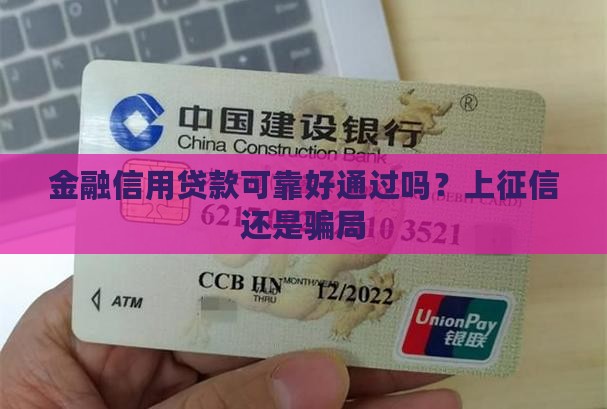 中国建设银行®
China Construction Bank
金融信用贷款可靠好通过吗？上征信
还是骗局
621
10 3521
CCB HN MONTH/YEAR
VALID THRU 12/2022
ATM
UnionPay
银联